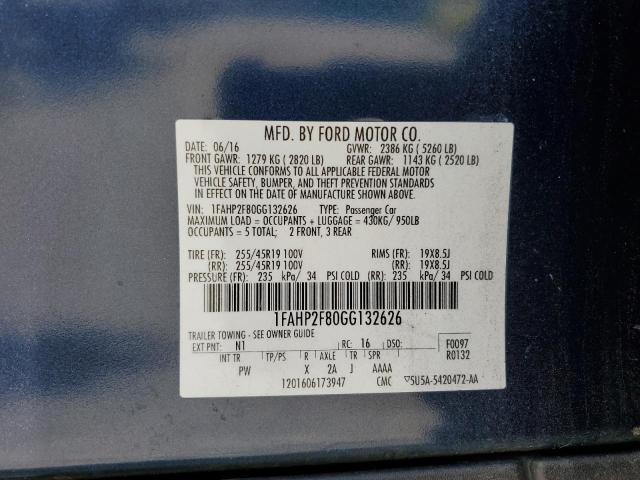 MFD. BY FORD MOTOR CO.
DATE: 06/16 GVWR: 2386 KG ( 5260 LB)
FRONT GAWR: 1279 KG ( 2820 LB) REAR GAWR: 1143 KG ( 2520 LB)
THIS VEHICLE CONFORMS TO ALL APPLICABLE FEDERAL MOTOR
VEHICLE SAFETY, BUMPER, AND THEFT PREVENTION STANDARDS
IN EFFECT ON THE DATE OF MANUFACTURE SHOWN ABOVE.
VIN: 1FAHP2F80GG132626 TYPE: Passenger Car
MAXIMUM LOAD = OCCUPANTS + LUGGAGE = 430KG/ 950LB
OCCUPANTS = 5 TOTAL; 2 FRONT, 3 REAR
TIRE (FR): 255/45R19 100V RIMS (FR): 19X8.5J
(RR): 255/45R19 100V (RR): 19X8.5J
PRESSURE (FR): 235 kPa/ 34 PSI COLD (RR): 235 kPa/ 34 PSI COLD
1FAHP2F80GG132626
TRAILER TOWING - SEE OWNER GUIDE
EXT PNT: N1 RC: 16 DSO: F0097
INT TR TP/PS R AXLE TR SPR R0132
PW X 2A J AAAA
1201606173947 CMC ▽5U5A-5420472-AA